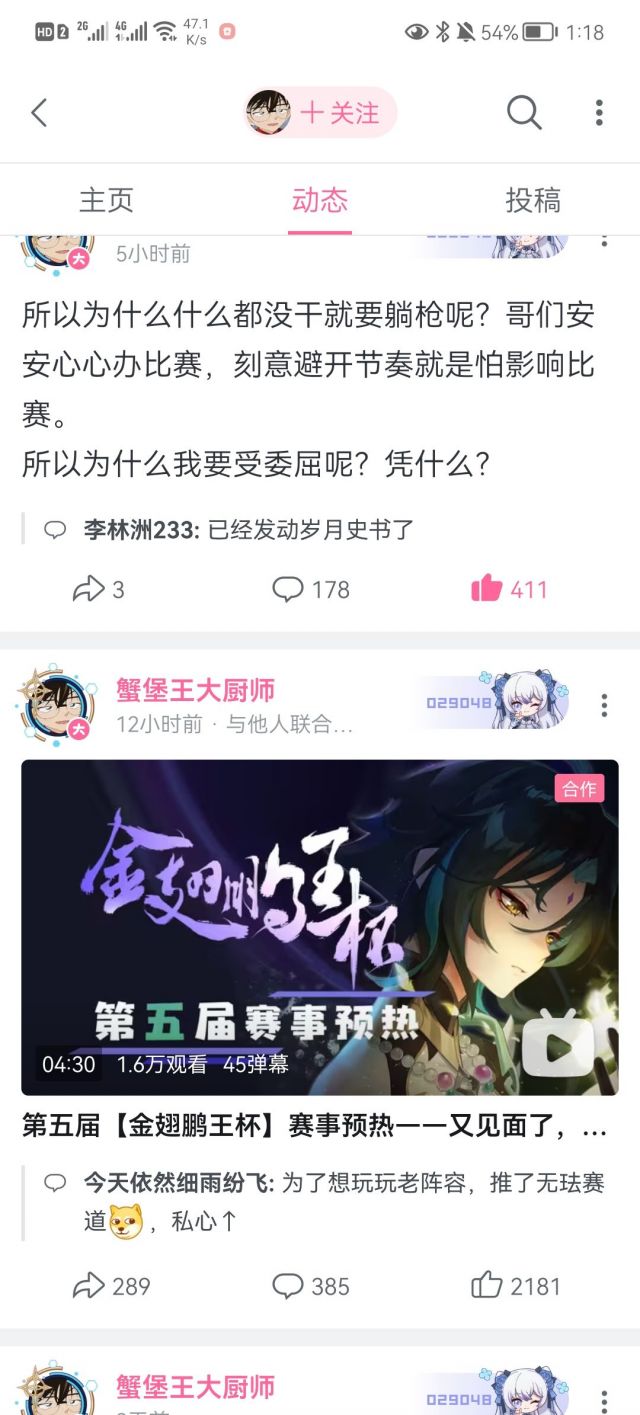 HD 2 2G 4G 47.1 K/s 54% 1:18
十关注
主页 动态 投稿
大
5小时前
所以为什么什么都没干就要躺枪呢？哥们安
安心心办比赛，刻意避开节奏就是怕影响比
赛。
所以为什么我要受委屈呢？凭什么？
李林洲233: 已经发动岁月史书了
3 178 411
蟹堡王大厨师
029048
大
12小时前 · 与他人联合...
合作
金翅鹏王杯
第五届赛事预热
04:30 1.6万观看 45弹幕
第五届【金翅鹏王杯】赛事预热一一又见面了，...
今天依然细雨纷飞: 为了想玩玩老阵容，推了无珐赛
道，私心↑
289 385 2181
蟹堡王大厨师
029048